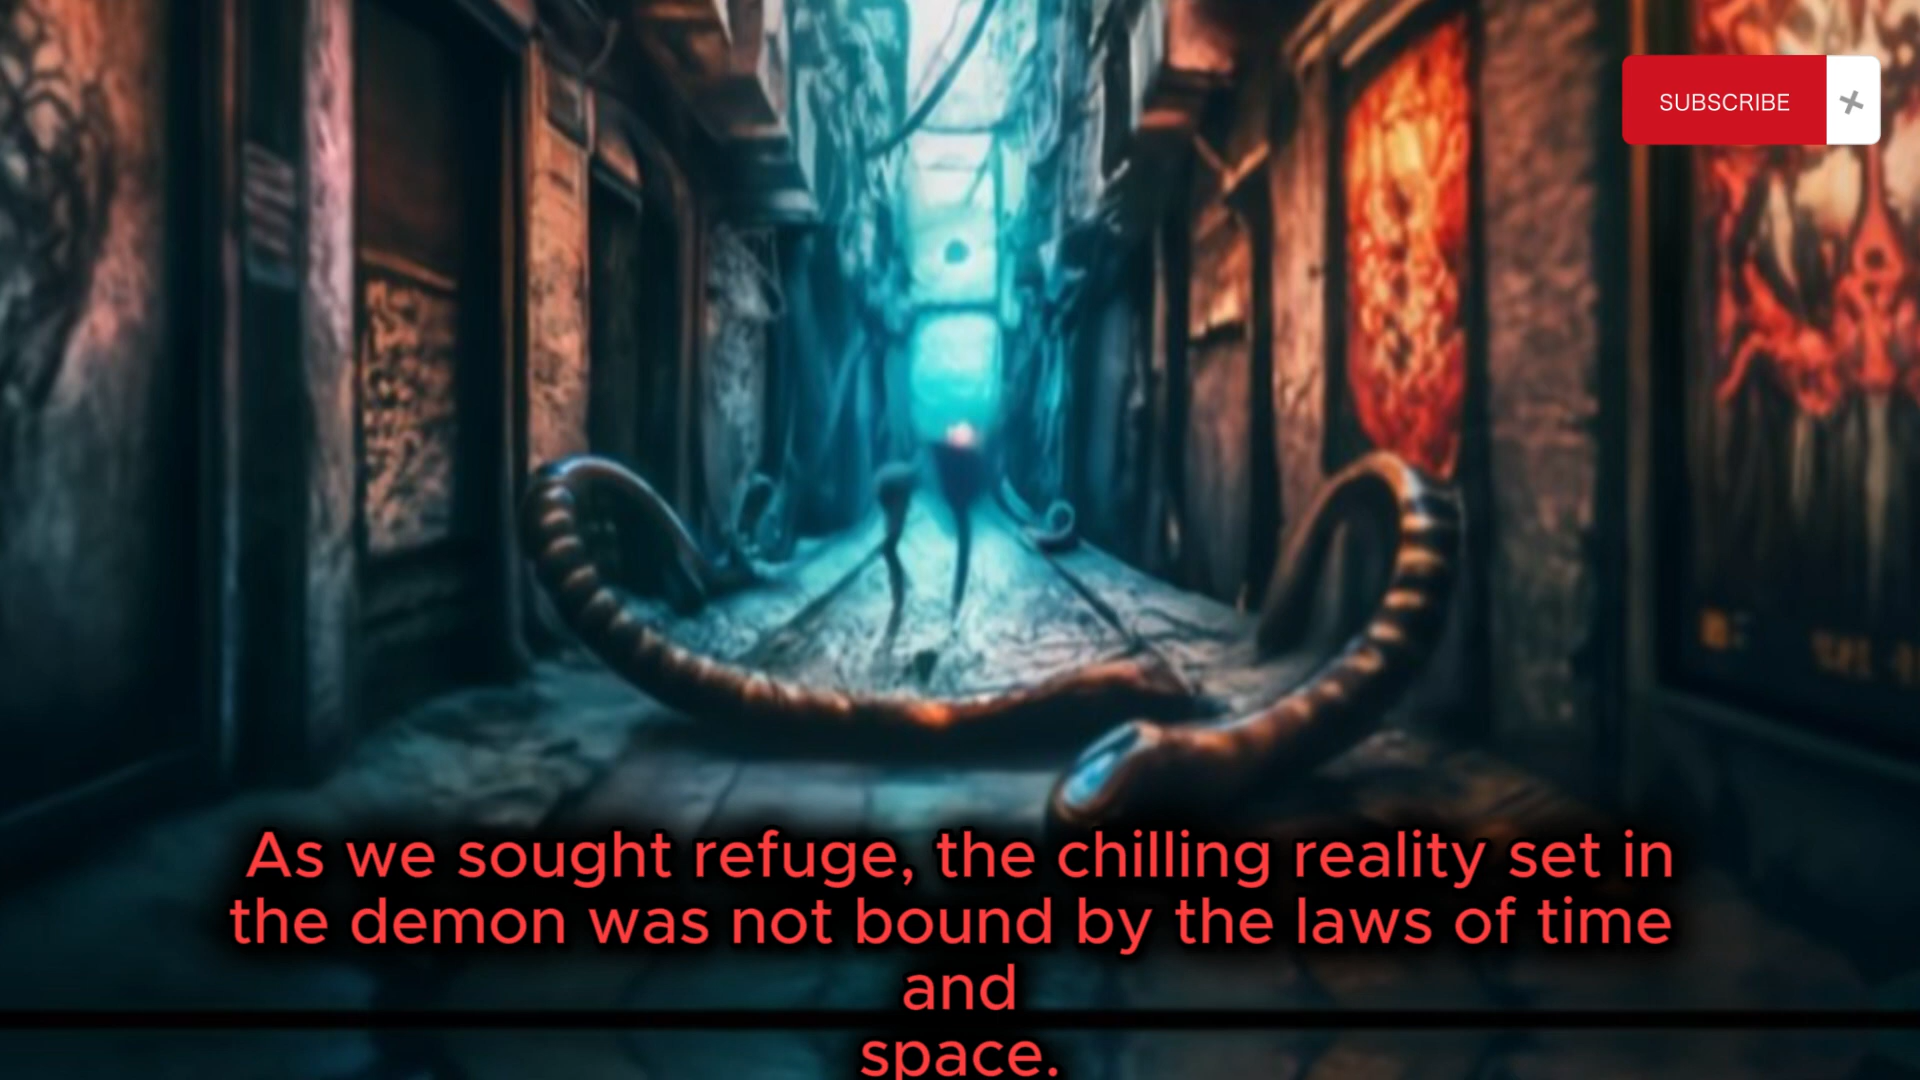 SUBSCRIBE
As we sought refuge, the chilling reality set in
the demon was not bound by the laws of time
and
space.